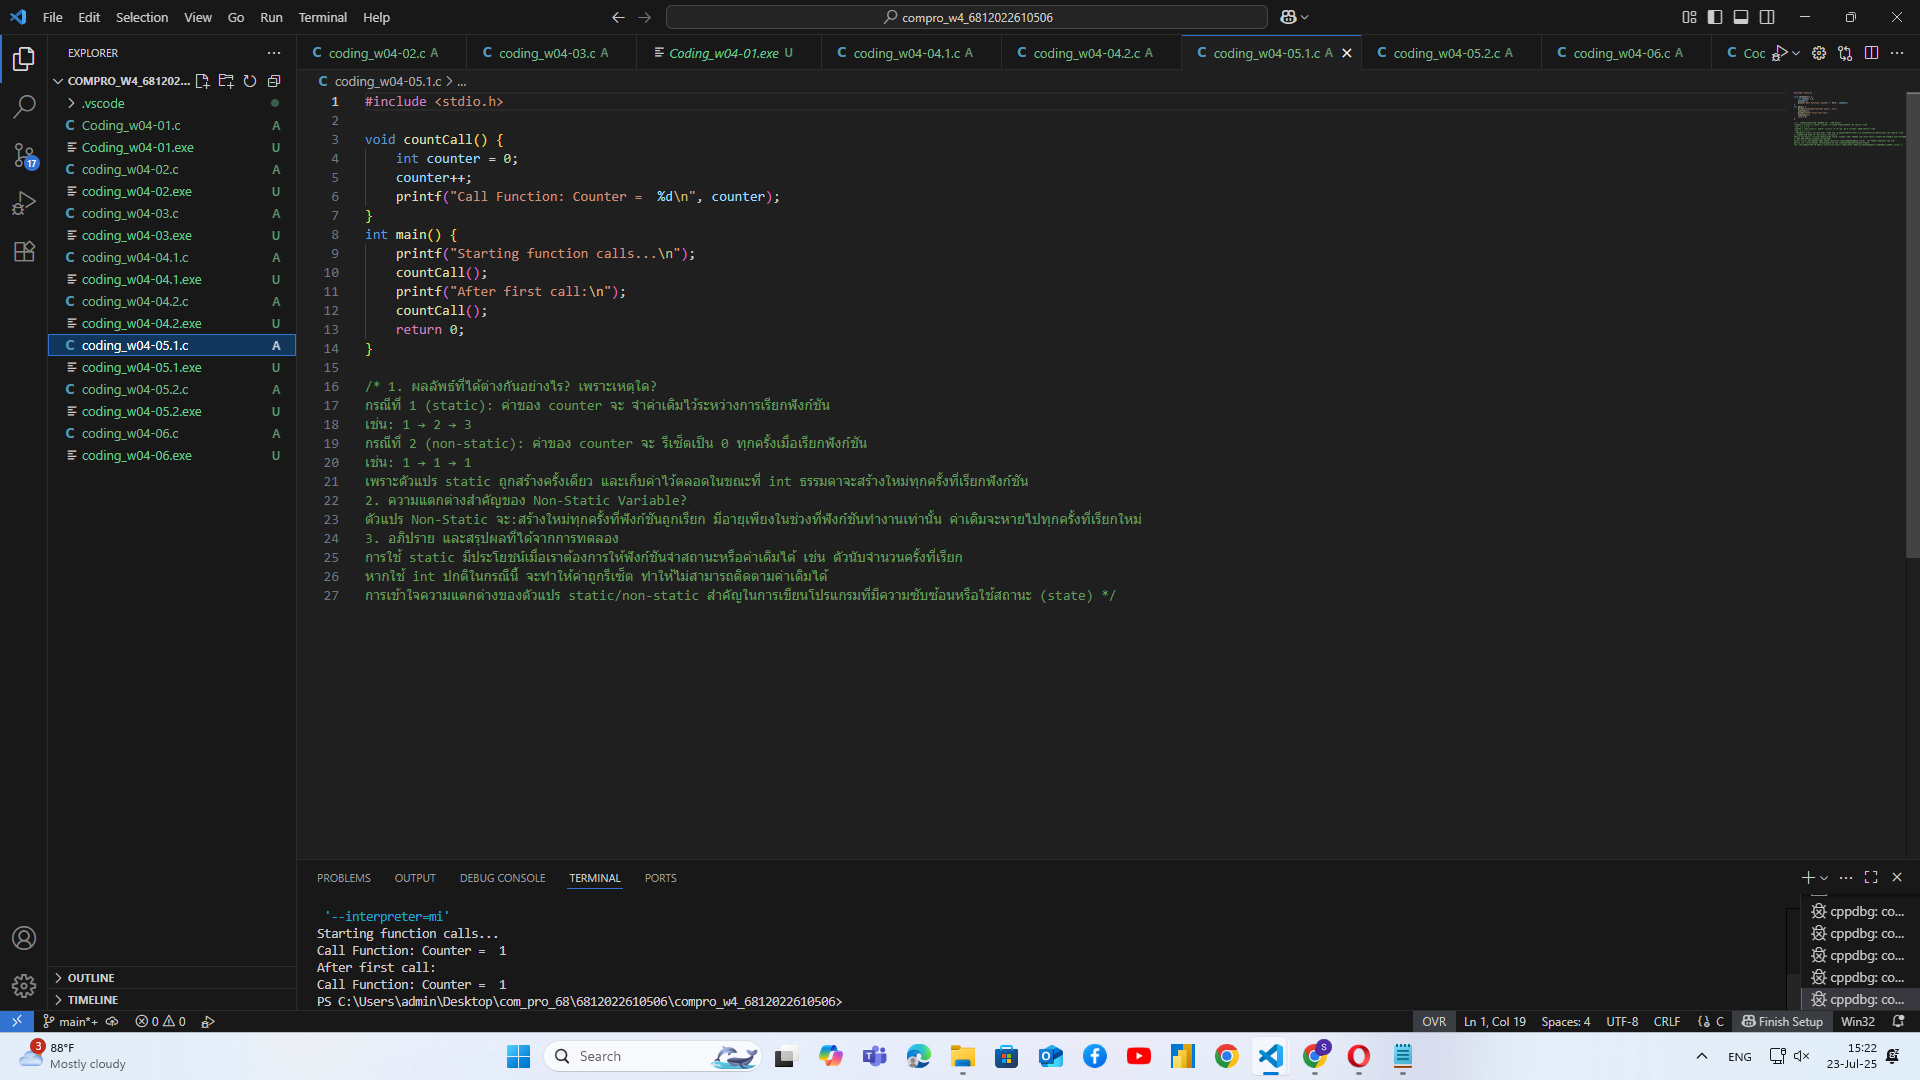 File Edit Selection View Go Run Terminal Help
compro_w4_6812022610506
EXPLORER
COMPRO_W4_681202...
.vscode
Coding_w04-01.c A
Coding_w04-01.exe U
coding_w04-02.c A
coding_w04-02.exe U
coding_w04-03.c A
coding_w04-03.exe U
coding_w04-04.1.c A
coding_w04-04.1.exe U
coding_w04-04.2.c A
coding_w04-04.2.exe U
coding_w04-05.1.c A
coding_w04-05.1.exe U
coding_w04-05.2.c A
coding_w04-05.2.exe U
coding_w04-06.c A
coding_w04-06.exe U
OUTLINE
TIMELINE
17
C coding_w04-02.c A C coding_w04-03.c A Coding_w04-01.exe U C coding_w04-04.1.c A C coding_w04-04.2.c A C coding_w04-05.1.c A C coding_w04-05.2.c A C coding_w04-06.c A C Coc
C coding_w04-05.1.c > ...
1 #include <stdio.h>
2
3 void countCall() {
4 int counter = 0;
5 counter++;
6 printf("Call Function: Counter =  %d\n", counter);
7 }
8 int main() {
9 printf("Starting function calls...\n");
10 countCall();
11 printf("After first call:\n");
12 countCall();
13 return 0;
14 }
15
16 /* 1. ผลลัพธ์ที่ได้ต่างกันอย่างไร? เพราะเหตุใด?
17 กรณีที่ 1 (static): ค่าของ counter จะ จำค่าเดิมไว้ระหว่างการเรียกฟังก์ชัน
18 เช่น: 1 → 2 → 3
19 กรณีที่ 2 (non-static): ค่าของ counter จะ รีเซ็ตเป็น 0 ทุกครั้งเมื่อเรียกฟังก์ชัน
20 เช่น: 1 → 1 → 1
21 เพราะตัวแปร static ถูกสร้างครั้งเดียว และเก็บค่าไว้ตลอดในขณะที่ int ธรรมดาจะสร้างใหม่ทุกครั้งที่เรียกฟังก์ชัน
22 2. ความแตกต่างสำคัญของ Non-Static Variable?
23 ตัวแปร Non-Static จะ:สร้างใหม่ทุกครั้งที่ฟังก์ชันถูกเรียก มีอายุเพียงในช่วงที่ฟังก์ชันทำงานเท่านั้น ค่าเดิมจะหายไปทุกครั้งที่เรียกใหม่
24 3. อภิปราย และสรุปผลที่ได้จากการทดลอง
25 การใช้ static มีประโยชน์เมื่อเราต้องการให้ฟังก์ชันจำสถานะหรือค่าเดิมได้ เช่น ตัวนับจำนวนครั้งที่เรียก
26 หากใช้ int ปกติในกรณีนี้ จะทำให้ค่าถูกรีเซ็ต ทำให้ไม่สามารถติดตามค่าเดิมได้
27 การเข้าใจความแตกต่างของตัวแปร static/non-static สำคัญในการเขียนโปรแกรมที่มีความซับซ้อนหรือใช้สถานะ (state) */
PROBLEMS OUTPUT DEBUG CONSOLE TERMINAL PORTS
'--interpreter=mi'
Starting function calls...
Call Function: Counter =  1
After first call:
Call Function: Counter =  1
PS C:\Users\admin\Desktop\com_pro_68\6812022610506\compro_w4_6812022610506>
cppdbg: co...
cppdbg: co...
cppdbg: co...
cppdbg: co...
cppdbg: co...
main*+ 0 0 OVR Ln 1, Col 19 Spaces: 4 UTF-8 CRLF {} C Finish Setup Win32
3
88°F
Mostly cloudy
Search
S
ENG
15:22
23-Jul-25